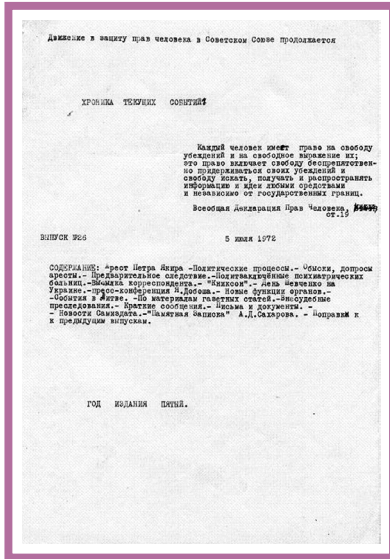 Движение в защиту прав человека в Советском Союзе продолжается
ХРОНИКА ТЕКУЩИХ СОБЫТИЙ
Каждый человек имеет право на свободу
убеждений и на свободное выражение их;
это право включает свободу беспрепятствен-
но придерживаться своих убеждений и
свободу искать, получать и распространять
информацию и идеи любыми средствами
и независимо от государственных границ.
Всеобщая Декларация Прав Человека,
ст.19
ВЫПУСК №26 5 июля 1972
СОДЕРЖАНИЕ: Арест Петра Якира -Политические процессы.- Обыски, допросы
аресты.- Предварительное следствие.-Политзаключённые психиатрических
больниц.-Высылка корреспондента.- - День Шевченко на
Украине.-пресс-конференция Я.Добоша.- Новые функции органов.-
-События в Литве. -По материалам газетных статей.-Внесудебные
преследования.- Краткие сообщения.- Письма и документы. -
- Новости Самиздата.-"Памятная Записка" А.Д.Сахарова. - Поправки к
к предыдущим выпускам.
ГОД ИЗДАНИЯ ПЯТЫЙ.